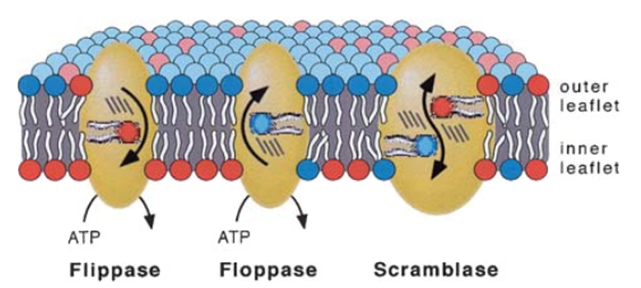 outer
leaflet
inner
leaflet
ATP
ATP
Flippase
Floppase
Scramblase